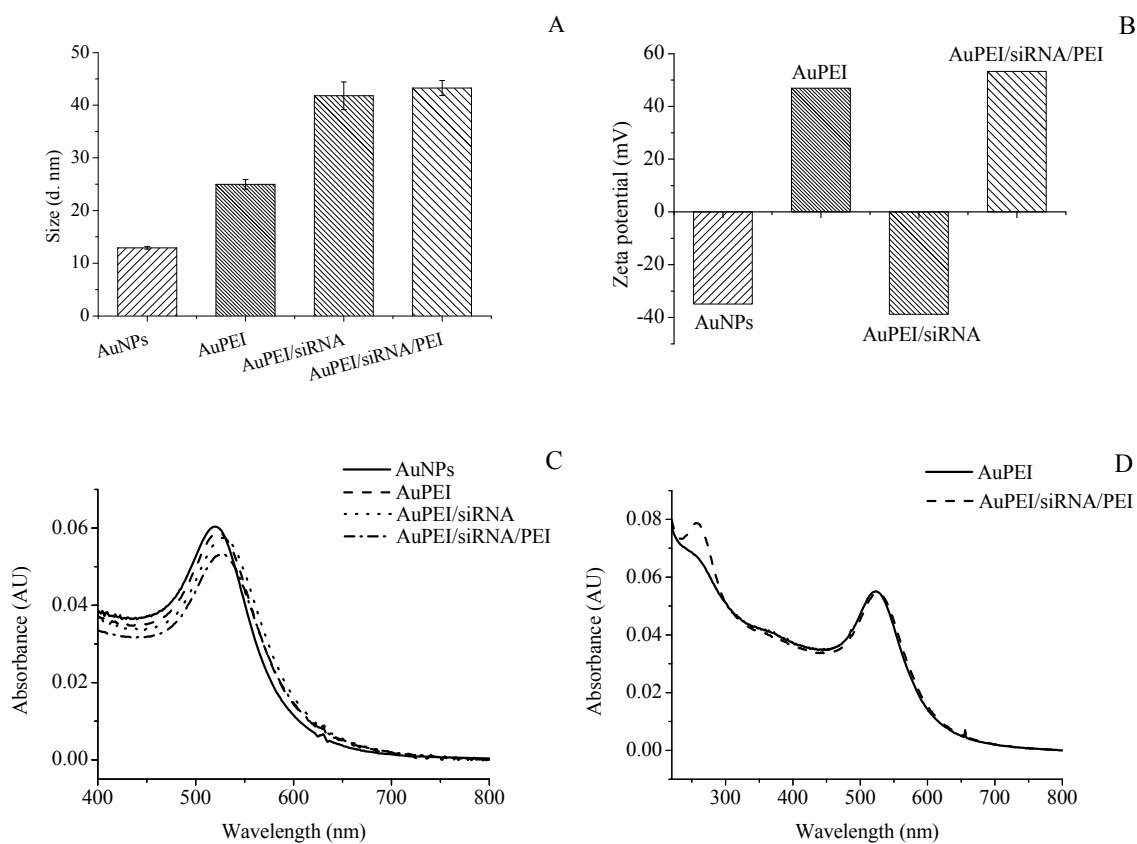 A
50
40
30
20
10
0
Size (d. nm)
AuNPs
AuPEI
AuPEI/siRNA
AuPEI/siRNA/PEI
B
60
40
20
0
-20
-40
Zeta potential (mV)
AuNPs
AuPEI
AuPEI/siRNA
AuPEI/siRNA/PEI
C
AuNPs
AuPEI
AuPEI/siRNA
AuPEI/siRNA/PEI
0.06
0.04
0.02
0.00
Absorbance (AU)
400
500
600
700
800
Wavelength (nm)
D
AuPEI
AuPEI/siRNA/PEI
0.08
0.06
0.04
0.02
0.00
Absorbance (AU)
300
400
500
600
700
800
Wavelength (nm)